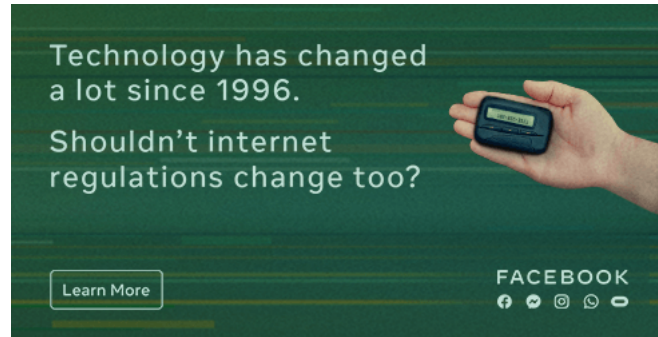 Technology has changed
a lot since 1996.
Shouldn't internet
regulations change too?
Learn More
FACEBOOK